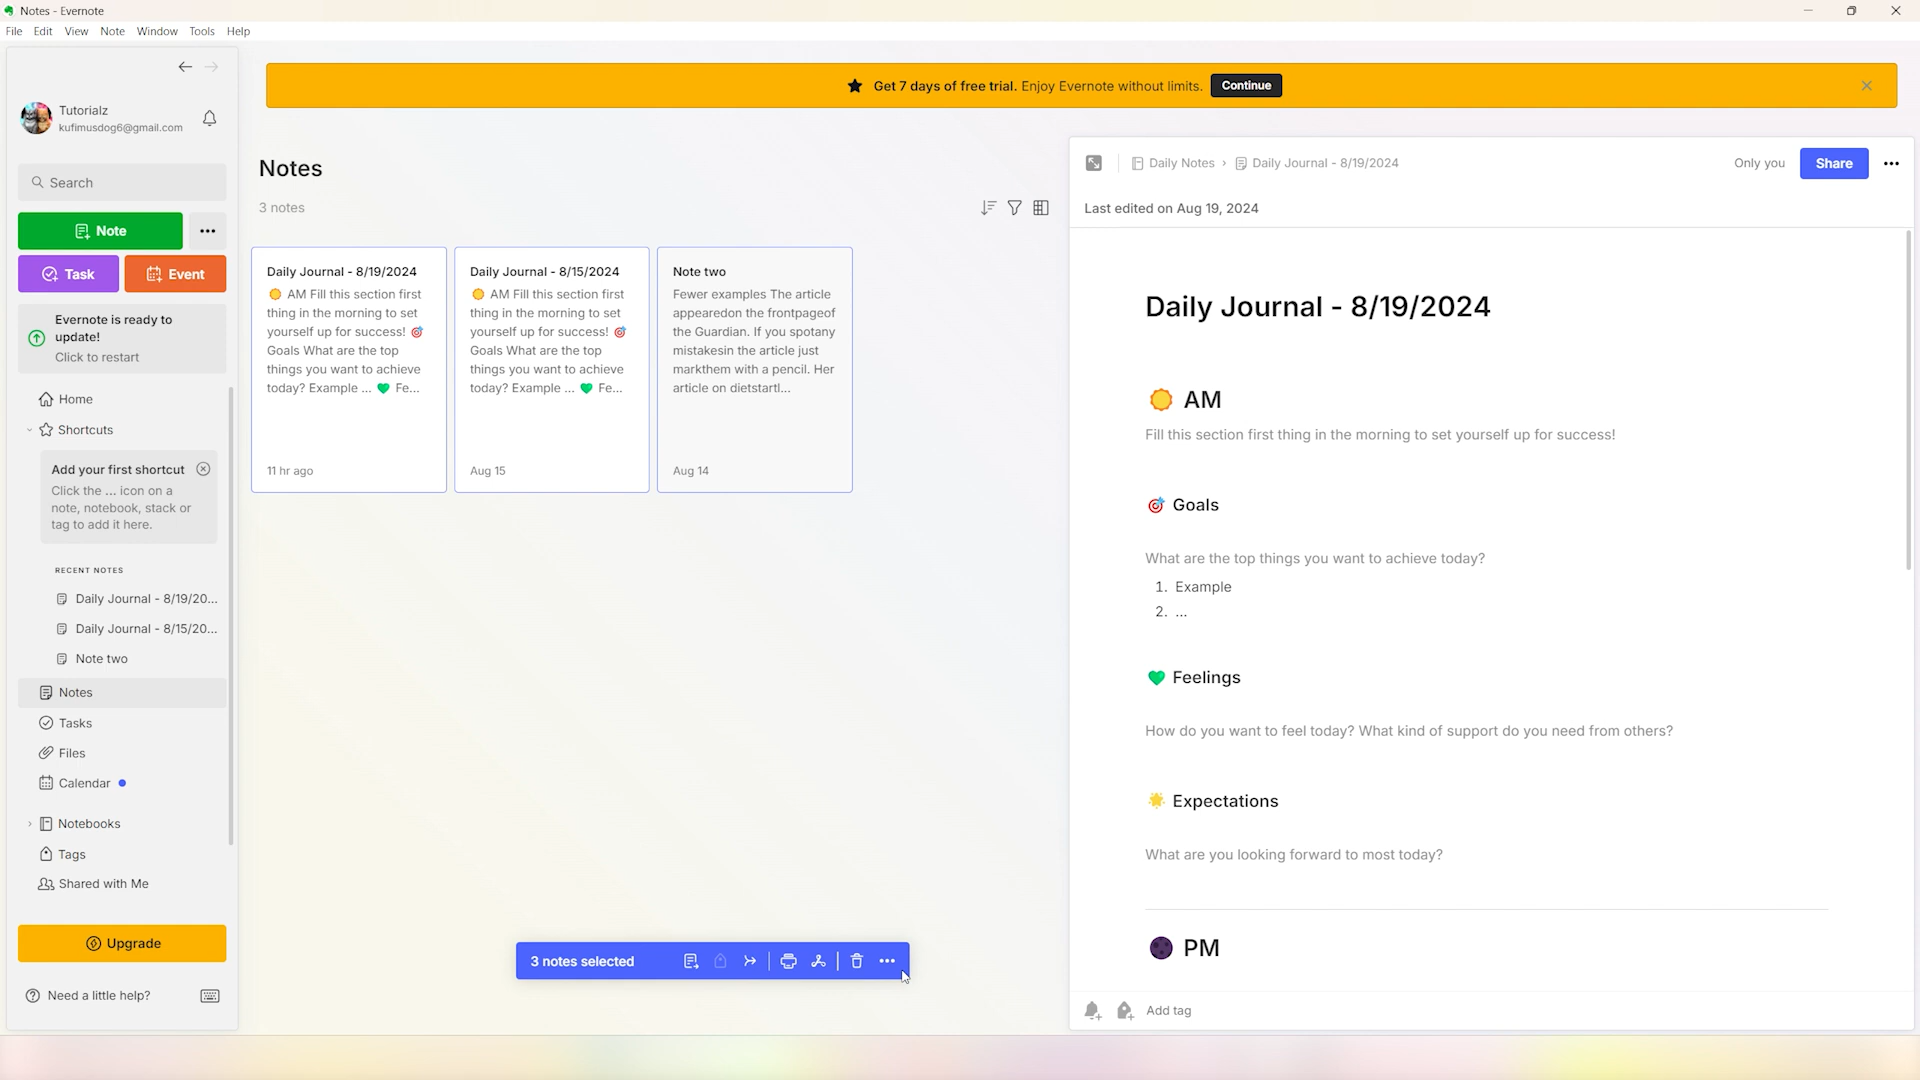 Notes - Evernote
File Edit View Note Window Tools Help
Tutorialz
kufimusdog6@gmail.com
Search
Note
Task
Event
Evernote is ready to
update!
Click to restart
Home
Shortcuts
Add your first shortcut
Click the ... icon on a
note, notebook, stack or
tag to add it here.
RECENT NOTES
Daily Journal - 8/19/20...
Daily Journal - 8/15/20...
Note two
Notes
Tasks
Files
Calendar
Notebooks
Tags
Shared with Me
Upgrade
Need a little help?
Get 7 days of free trial. Enjoy Evernote without limits.
Continue
Notes
3 notes
Daily Journal - 8/19/2024
AM Fill this section first
thing in the morning to set
yourself up for success! 🎯
Goals What are the top
things you want to achieve
today? Example ... 💚 Fe...
11 hr ago
Daily Journal - 8/15/2024
AM Fill this section first
thing in the morning to set
yourself up for success! 🎯
Goals What are the top
things you want to achieve
today? Example ... 💚 Fe...
Aug 15
Note two
Fewer examples The article
appearedon the frontpageof
the Guardian. If you spotany
mistakesin the article just
markthem with a pencil. Her
article on dietstartl...
Aug 14
3 notes selected
Daily Notes › Daily Journal - 8/19/2024
Only you
Share
Last edited on Aug 19, 2024
Daily Journal - 8/19/2024
AM
Fill this section first thing in the morning to set yourself up for success!
🎯 Goals
What are the top things you want to achieve today?
1. Example
2. ...
💚 Feelings
How do you want to feel today? What kind of support do you need from others?
🌟 Expectations
What are you looking forward to most today?
PM
Add tag